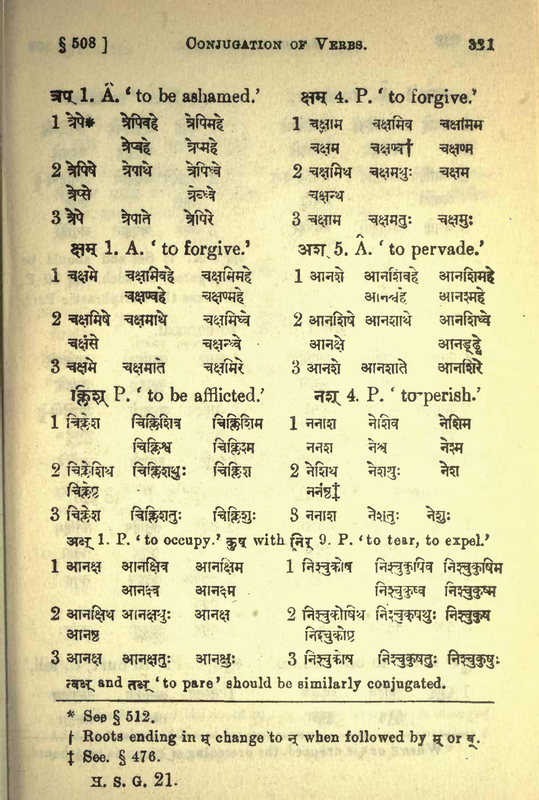 § 508 ] CONJUGATION OF VERBS. 321
त्रप् 1. Â. ‘to be ashamed.’
1 त्रेपे* त्रेपिवहे त्रेपिमहे
त्रेप्वहे त्रेप्महे
2 त्रेपिषे त्रेपाथे त्रेपिध्वे
त्रेप्से त्रेब्ध्वे
3 त्रेपे त्रेपाते त्रेपिरे
क्षम् 4. P. ‘to forgive.’
1 चक्षाम चक्षमिव चक्षमिम
चक्षम चक्षण्व† चक्षण्म
2 चक्षमिथ चक्षमथुः चक्षम
चक्षन्थ
3 चक्षाम चक्षमतुः चक्षमुः
क्षम् 1. A. ‘to forgive.’
1 चक्षमे चक्षमिवहे चक्षमिमहे
चक्षण्वहे चक्षण्महे
2 चक्षमिषे चक्षमाथे चक्षमिध्वे
चक्षंसे चक्षन्ध्वे
3 चक्षमे चक्षमाते चक्षमिरे
अश् 5. Â. ‘to pervade.’
1 आनशे आनशिवहे आनशिमहे
आनश्वहे आनश्महे
2 आनशिषे आनशाथे आनशिध्वे
आनक्षे आनड्ढ्वे
3 आनशे आनशाते आनशिरे
क्लिश् P. ‘to be afflicted.’
1 चिक्लेश चिक्लिशिव चिक्लिशिम
चिक्लिश्व चिक्लिश्म
2 चिक्लेशिथ चिक्लिशथुः चिक्लिश
चिक्लेष्ठ
3 चिक्लेश चिक्लिशतुः चिक्लिशुः
नश् 4. P. ‘to perish.’
1 ननाश नेशिव नेशिम
ननश नेश्व नेश्म
2 नेशिथ नेशथुः नेश
ननंष्ठ‡
3 ननाश नेशतुः नेशुः
अक्ष् 1. P. ‘to occupy.’ कुष् with निर् 9. P. ‘to tear, to expel.’
1 आनक्ष आनक्षिव आनक्षिम
आनक्ष्व आनक्ष्म
2 आनक्षिथ आनक्षथुः आनक्ष
आनष्ठ
3 आनक्ष आनक्षतुः आनक्षुः
1 निश्चुकोष निश्चुकुषिव निश्चुकुषिम
निश्चुकुष्व निश्चुकुष्म
2 निश्चुकोषिथ निश्चुकुषथुः निश्चुकुष
निश्चुकोष्ठ
3 निश्चुकोष निश्चुकुषतुः निश्चुकुषुः
त्वक्ष् and तक्ष् ‘to pare’ should be similarly conjugated.
* See § 512.
† Roots ending in म् change to न् when followed by म् or व्.
‡ See. § 476.
H. S. G. 21.